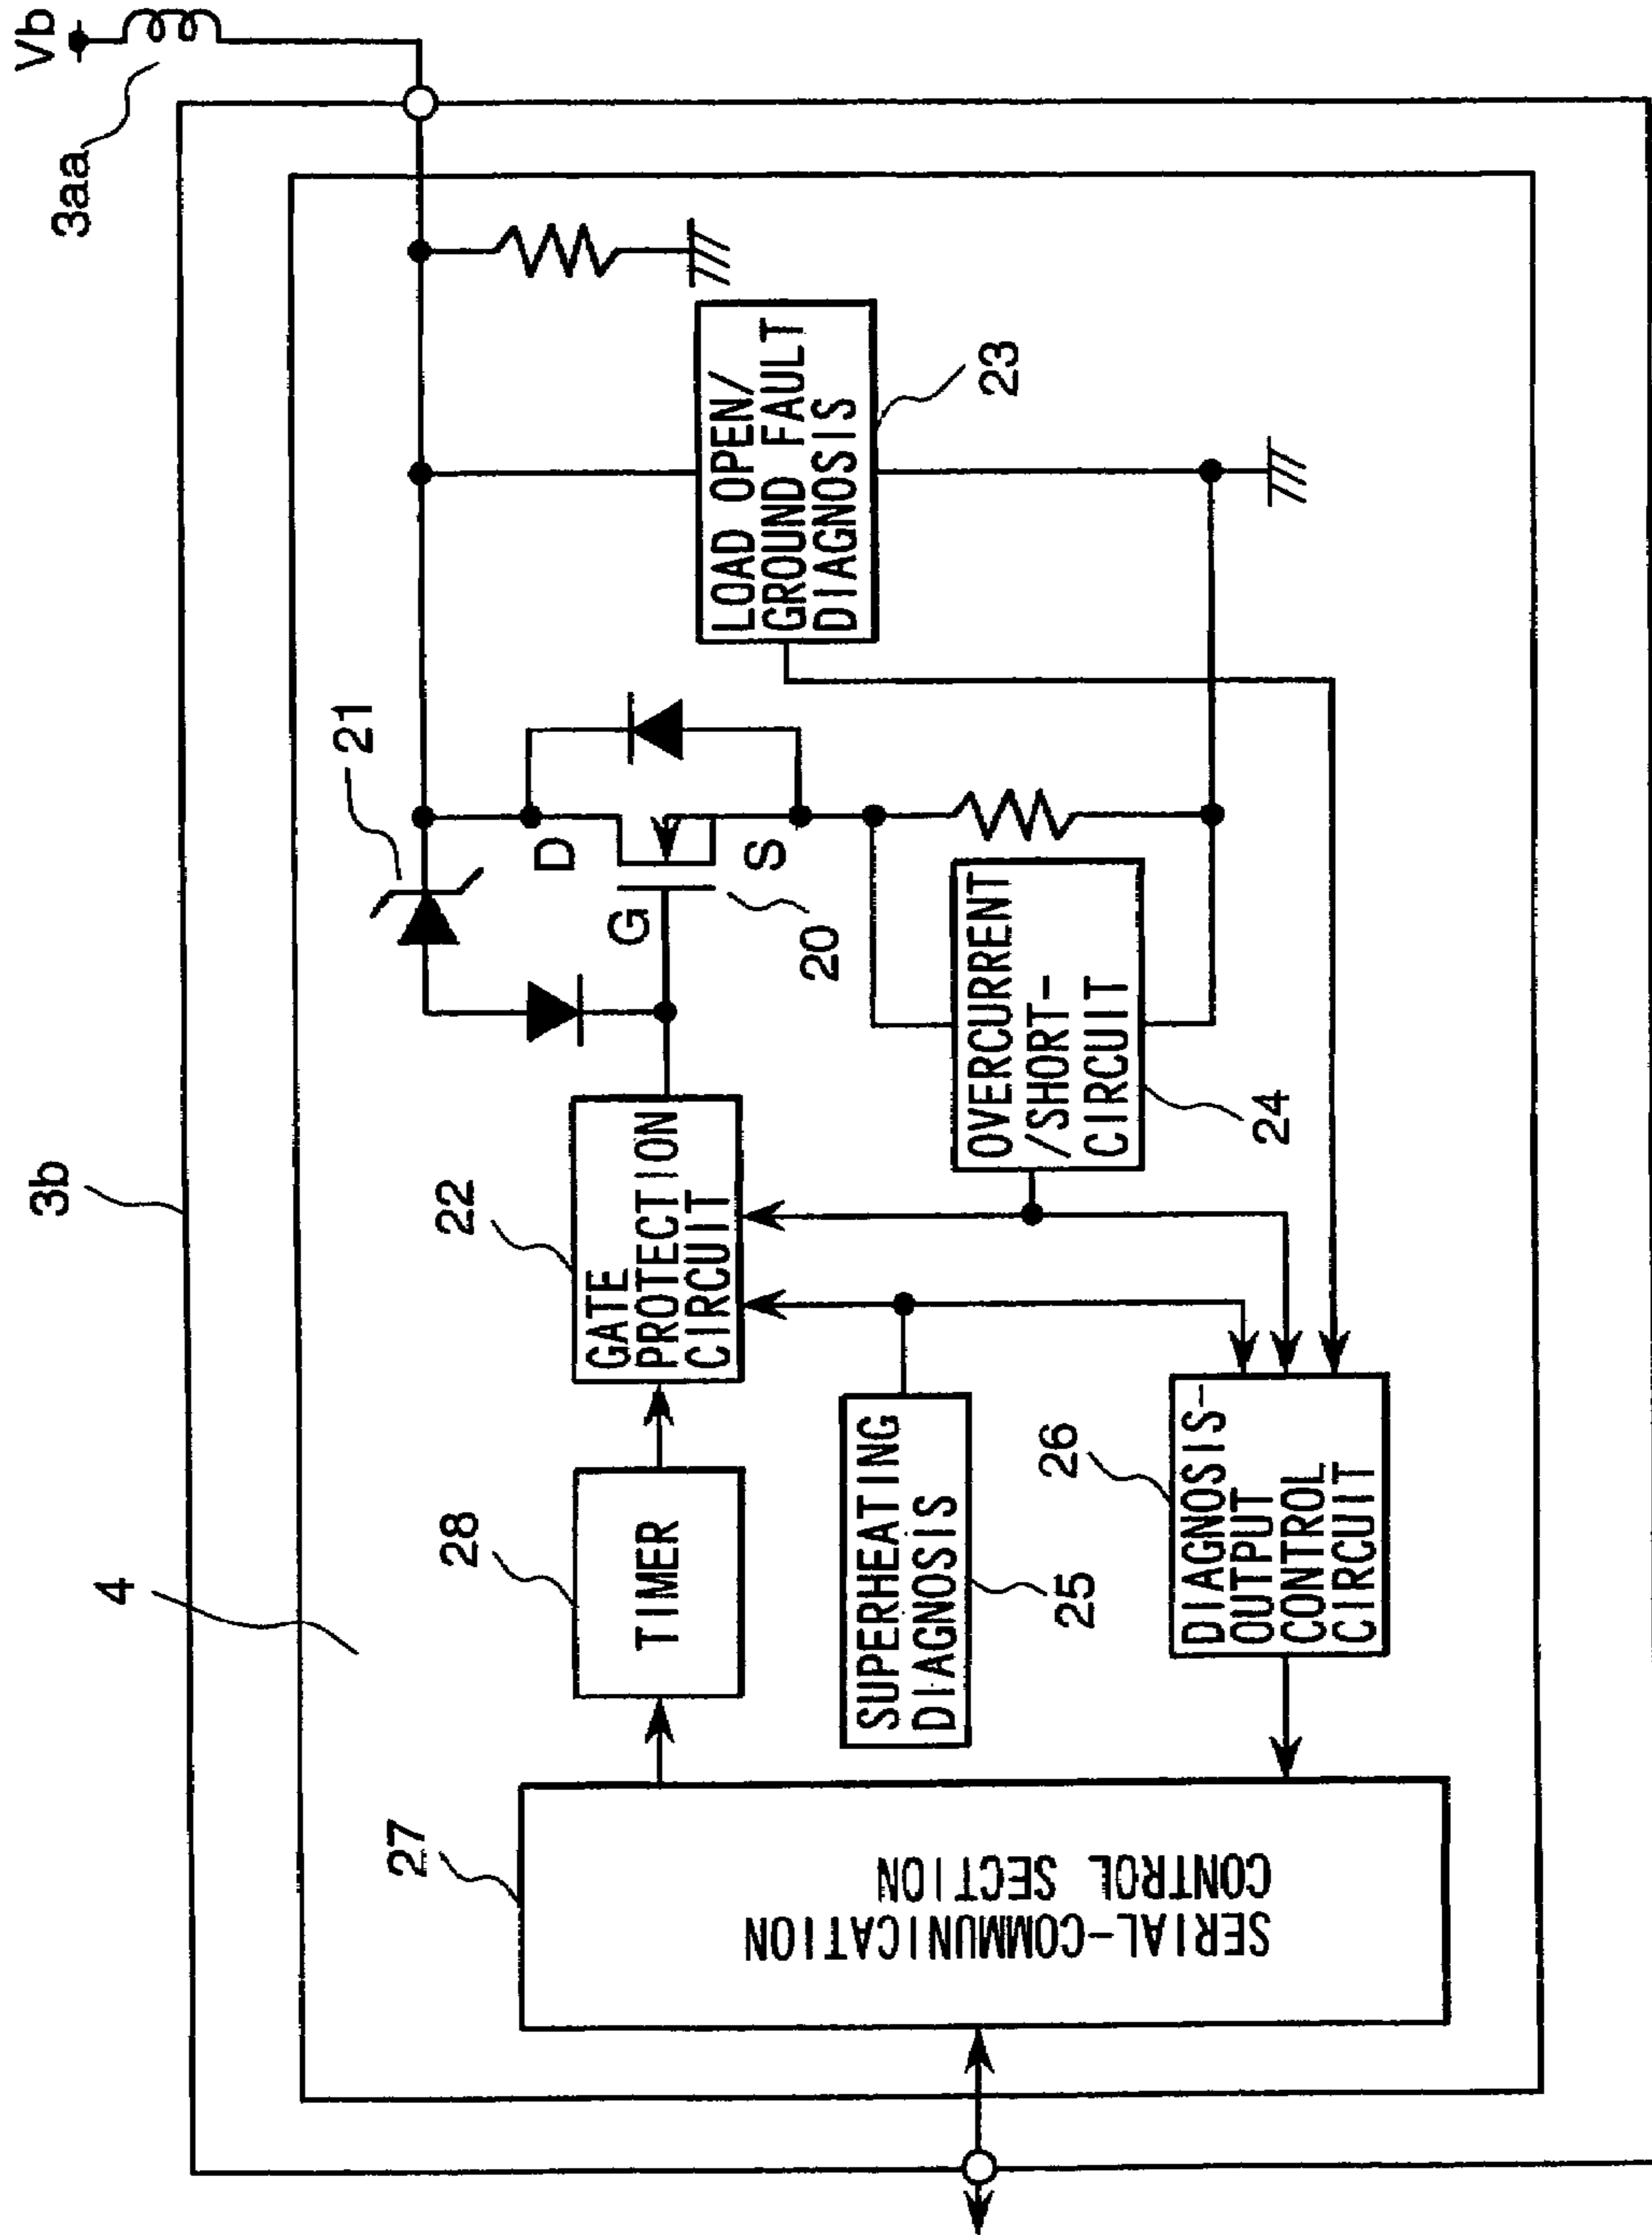 3b
Vb
3aa
4
27
SERIAL-COMMUNICATION
CONTROL SECTION
28
TIMER
22
GATE
PROTECTION
CIRCUIT
21
D
G
S
20
LOAD OPEN/
GROUND FAULT
DIAGNOSIS
23
SUPERHEATING
DIAGNOSIS
25
OVERCURRENT
/SHORT-
CIRCUIT
24
26
DIAGNOSIS-
OUTPUT
CONTROL
CIRCUIT